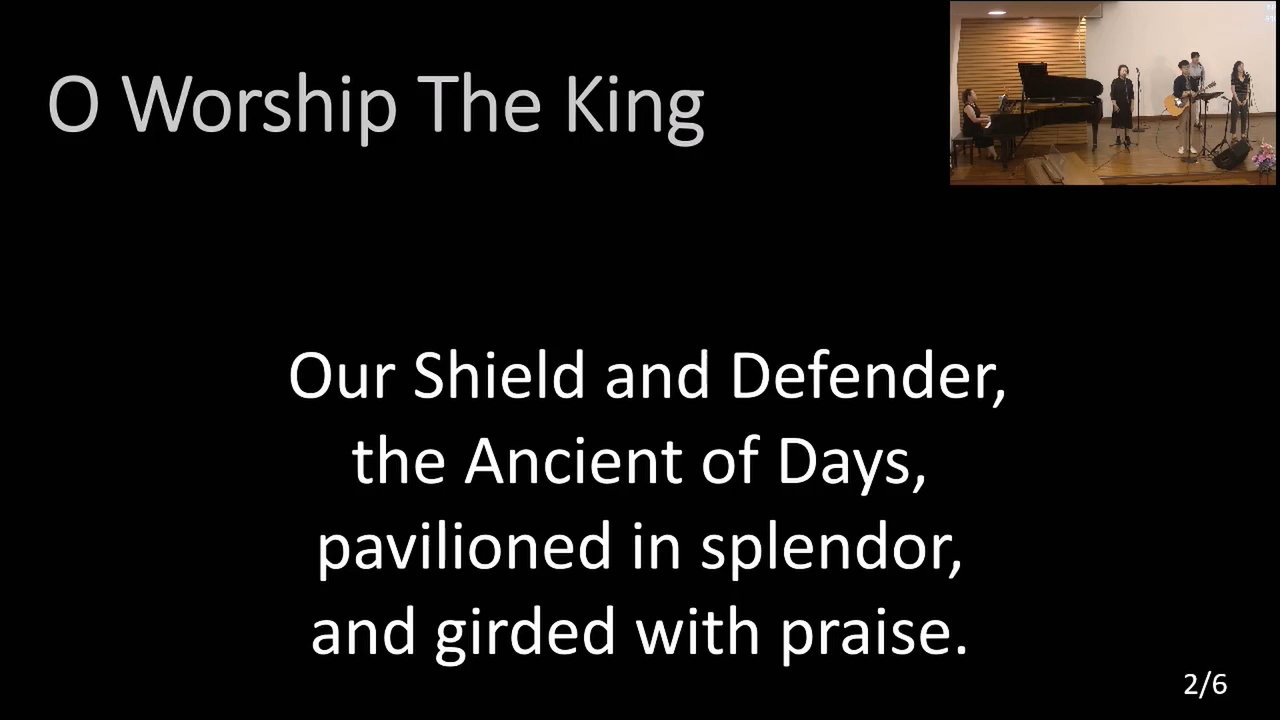 O Worship The King
Our Shield and Defender,
the Ancient of Days,
pavilioned in splendor,
and girded with praise.
2/6